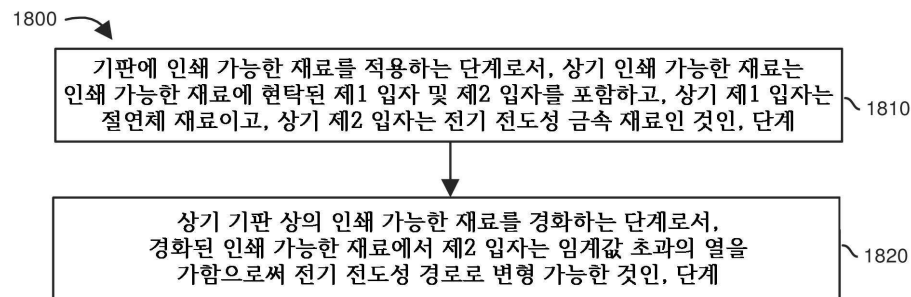 1800
기판에 인쇄 가능한 재료를 적용하는 단계로서, 상기 인쇄 가능한 재료는
인쇄 가능한 재료에 현탁된 제1 입자 및 제2 입자를 포함하고, 상기 제1 입자는
절연체 재료이고, 상기 제2 입자는 전기 전도성 금속 재료인 것인, 단계
1810
상기 기판 상의 인쇄 가능한 재료를 경화하는 단계로서,
경화된 인쇄 가능한 재료에서 제2 입자는 임계값 초과의 열을
가함으로써 전기 전도성 경로로 변형 가능한 것인, 단계
1820